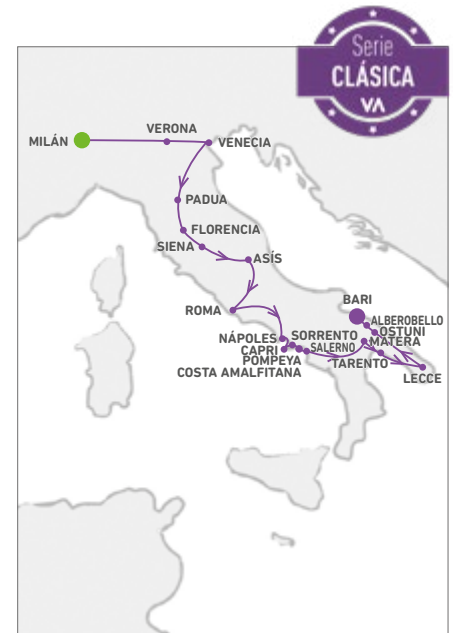 Serie
CLÁSICA
VA
VERONA
MILÁN
VENECIA
PADUA
FLORENCIA
SIENA
ASÍS
ROMA
BARI
ALBEROBELLO
OSTUNI
NÁPOLES
SORRENTO
MATERA
CAPRI
SALERNO
POMPEYA
TARENTO
COSTA AMALFITANA
LECCE